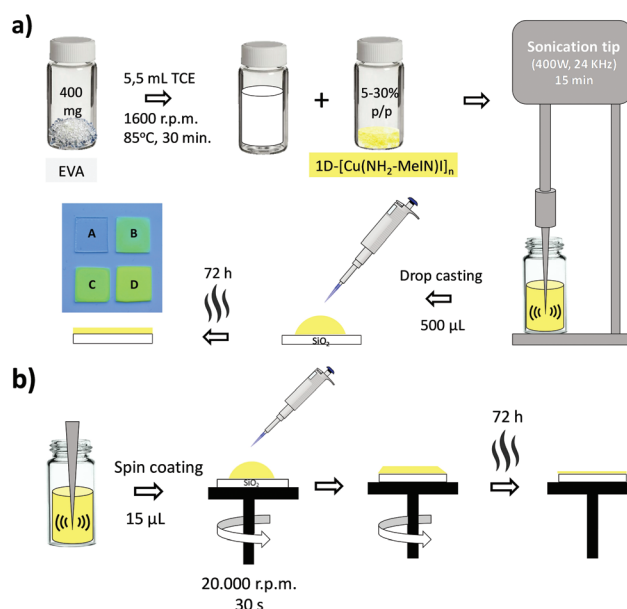 a)
400
mg
EVA
5,5 mL TCE
1600 r.p.m.
85ºC, 30 min.
+
5-30%
p/p
1D-[Cu(NH₂-MeIN)I]ₙ
Sonication tip
(400W, 24 KHz)
15 min
A
B
C
D
72 h
SiO₂
Drop casting
500 µL
b)
Spin coating
15 µL
SiO₂
20.000 r.p.m.
30 s
72 h